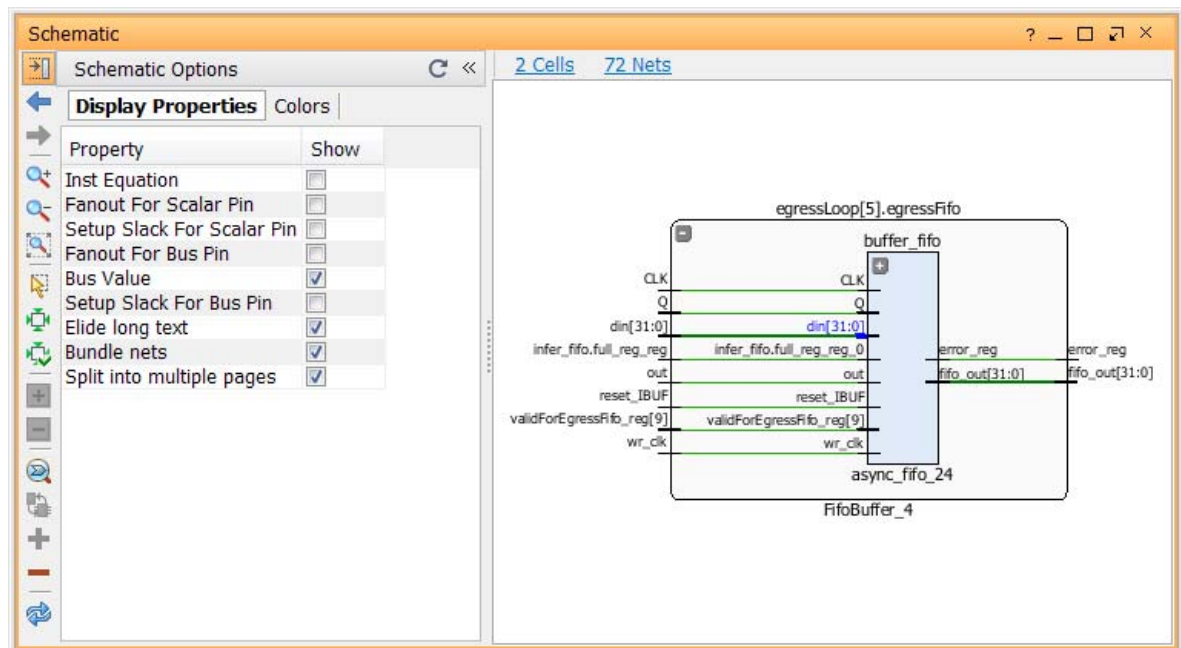 Schematic
Schematic Options
2 Cells 72 Nets
Display Properties Colors
Property Show
Inst Equation
Fanout For Scalar Pin
Setup Slack For Scalar Pin
Fanout For Bus Pin
Bus Value
Setup Slack For Bus Pin
Elide long text
Bundle nets
Split into multiple pages
egressLoop[5].egressFifo
buffer_fifo
CLK CLK
Q Q
din[31:0] din[31:0]
infer_fifo.full_reg_reg infer_fifo.full_reg_reg_0 error_reg error_reg
out out fifo_out[31:0] fifo_out[31:0]
reset_IBUF reset_IBUF
validForEgressFifo_reg[9] validForEgressFifo_reg[9]
wr_clk wr_clk
async_fifo_24
FifoBuffer_4